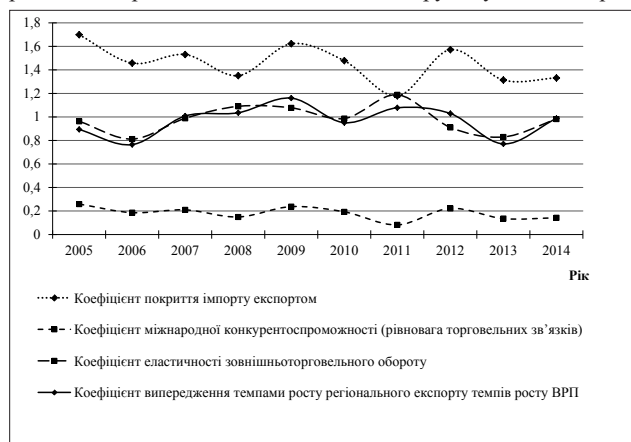 1,8
1,6
1,4
1,2
1
0,8
0,6
0,4
0,2
0
2005 2006 2007 2008 2009 2010 2011 2012 2013 2014
Рік
Коефіцієнт покриття імпорту експортом
Коефіцієнт міжнародної конкурентоспроможності (рівновага торговельних зв’язків)
Коефіцієнт еластичності зовнішньоторговельного обороту
Коефіцієнт випередження темпами росту регіонального експорту темпів росту ВРП